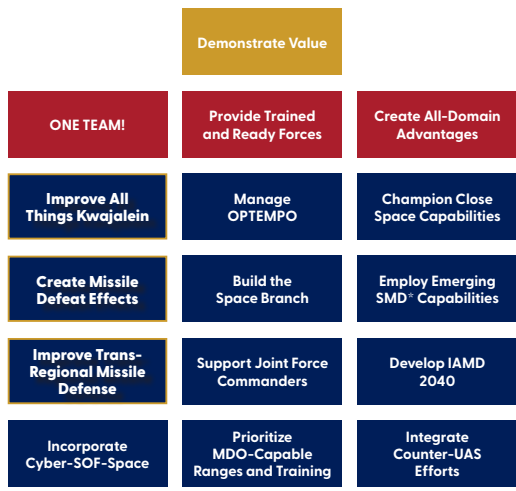 Demonstrate Value
ONE TEAM!
Provide Trained
and Ready Forces
Create All-Domain
Advantages
Improve All
Things Kwajalein
Manage
OPTEMPO
Champion Close
Space Capabilities
Create Missile
Defeat Effects
Build the
Space Branch
Employ Emerging
SMD* Capabilities
Improve Trans-
Regional Missile
Defense
Support Joint Force
Commanders
Develop IAMD
2040
Incorporate
Cyber-SOF-Space
Prioritize
MDO-Capable
Ranges and Training
Integrate
Counter-UAS
Efforts